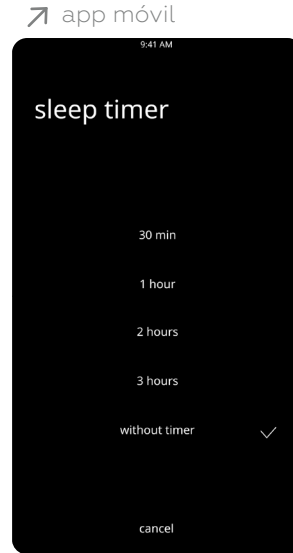 app móvil
9:41 AM
sleep timer
30 min
1 hour
2 hours
3 hours
without timer
cancel